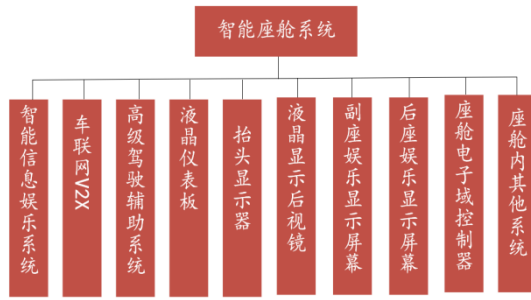 智能座舱系统
智能信息娱乐系统
车联网V2X
高级驾驶辅助系统
液晶仪表板
抬头显示器
液晶显示后视镜
副座娱乐显示屏幕
后座娱乐显示屏幕
座舱电子域控制器
座舱内其他系统